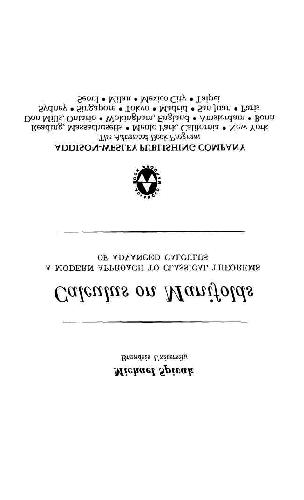 Michael Spivak
Brandeis University
Calculus on Manifolds
A MODERN APPROACH TO CLASSICAL THEOREMS
OF ADVANCED CALCULUS
ADDISON-WESLEY PUBLISHING COMPANY
The Advanced Book Program
Reading, Massachusetts • Menlo Park, California • New York
Don Mills, Ontario • Wokingham, England • Amsterdam • Bonn
Sydney • Singapore • Tokyo • Madrid • San Juan • Paris
Seoul • Milan • Mexico City • Taipei